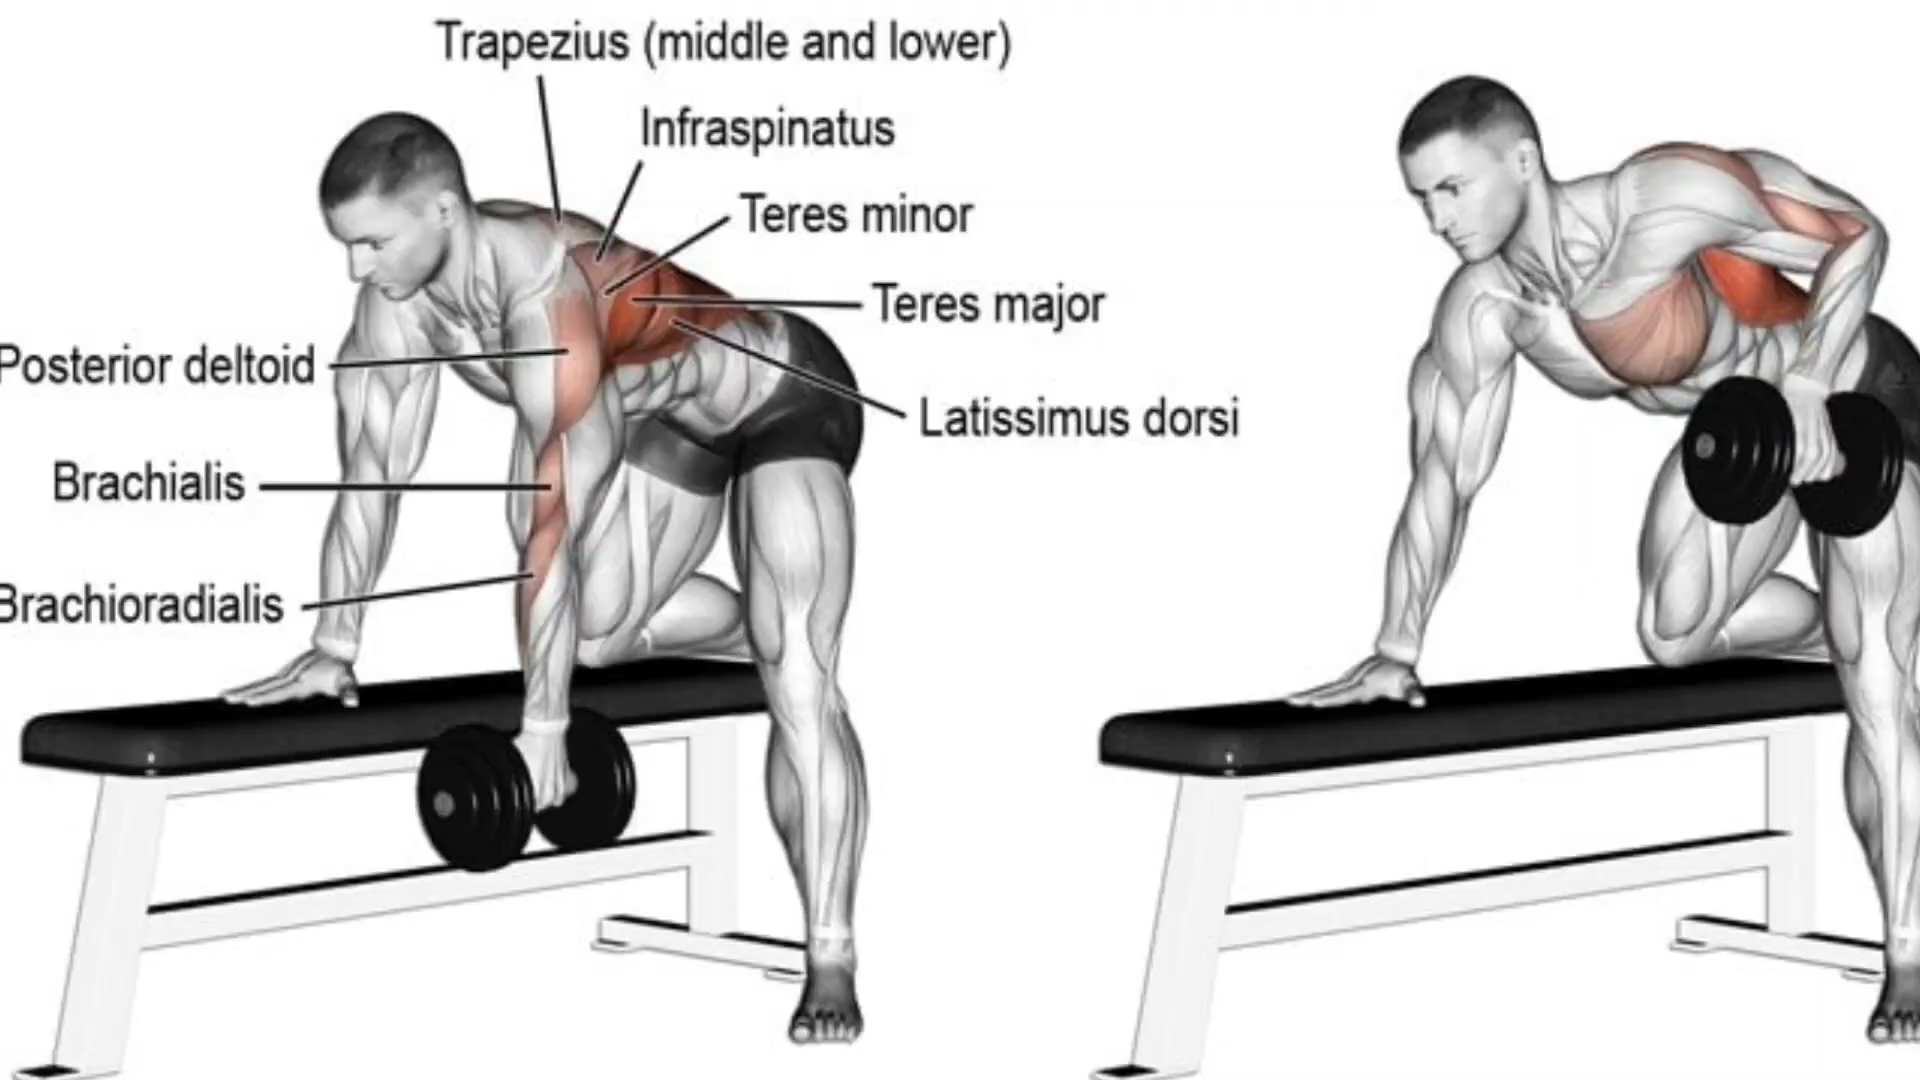 Trapezius (middle and lower)
Infraspinatus
Teres minor
Teres major
Posterior deltoid
Latissimus dorsi
Brachialis
Brachioradialis